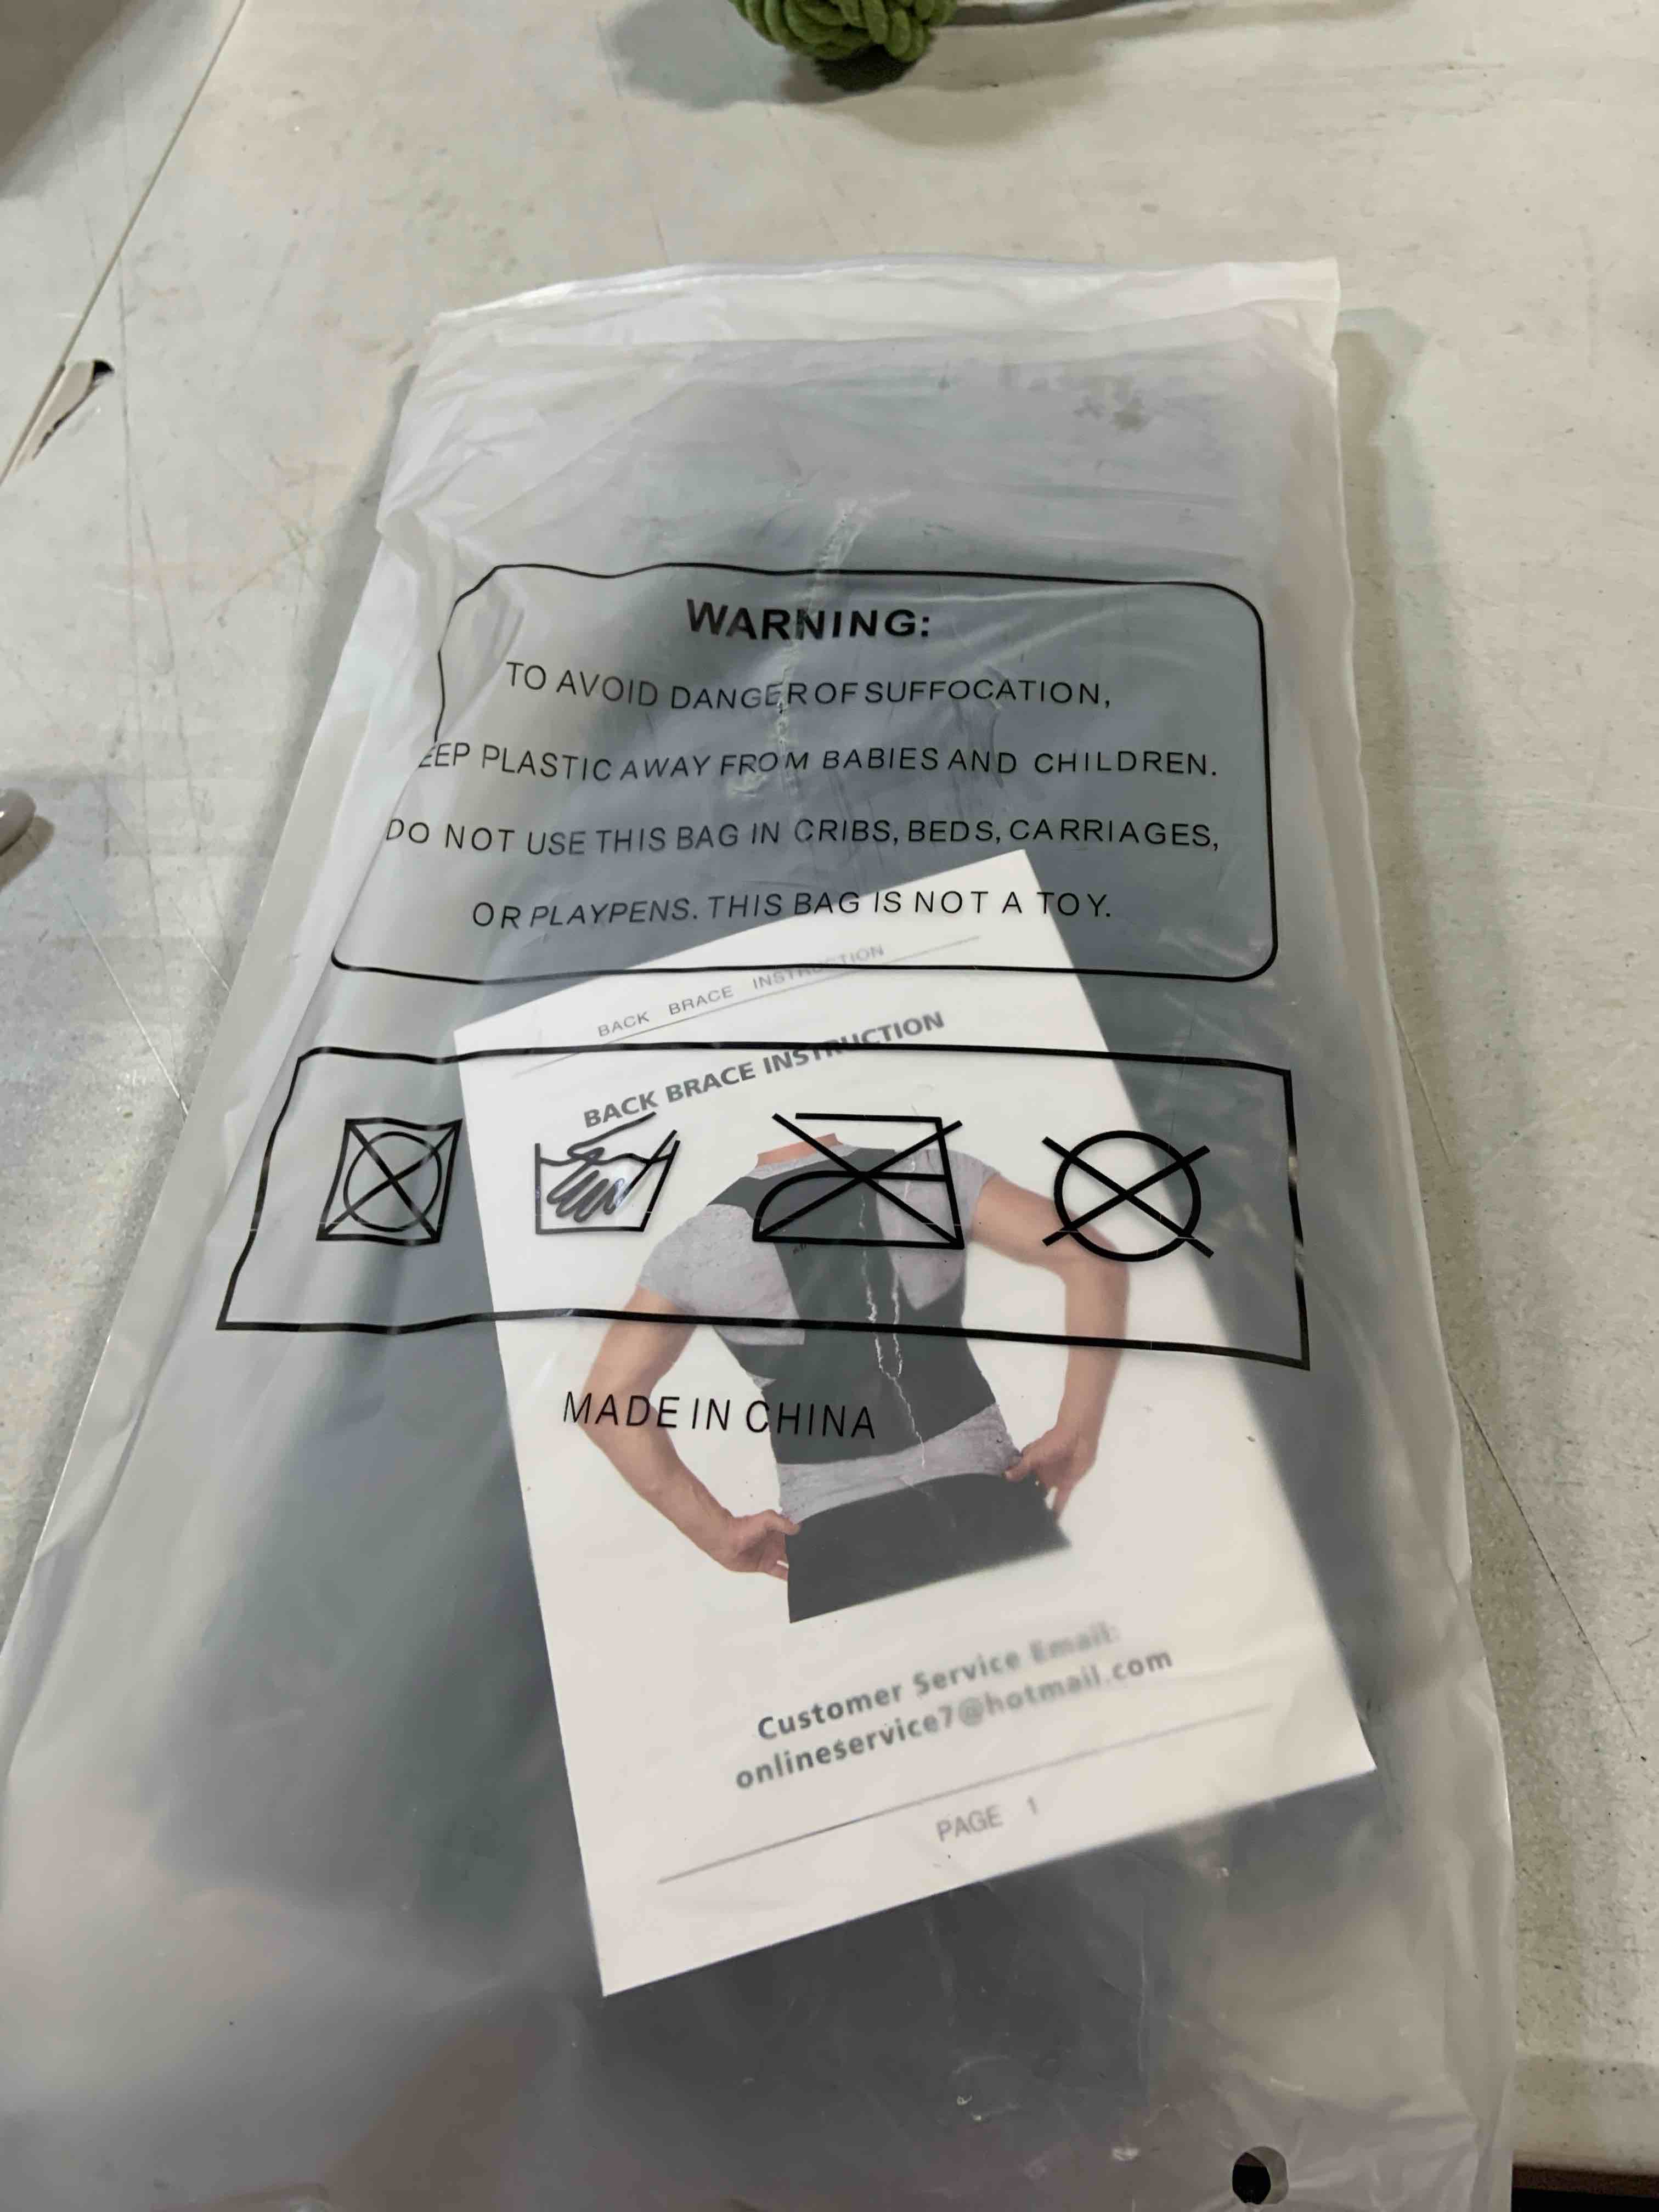 WARNING:
TO AVOID DANGER OF SUFFOCATION,
EEP PLASTIC AWAY FROM BABIES AND CHILDREN.
DO NOT USE THIS BAG IN CRIBS, BEDS, CARRIAGES,
OR PLAYPENS. THIS BAG IS NOT A TOY.
BACK BRACE INSTRUCTION
BACK BRACE INSTRUCTION
MADE IN CHINA
Customer Service Email:
onlineservice7@hotmail.com
PAGE 1